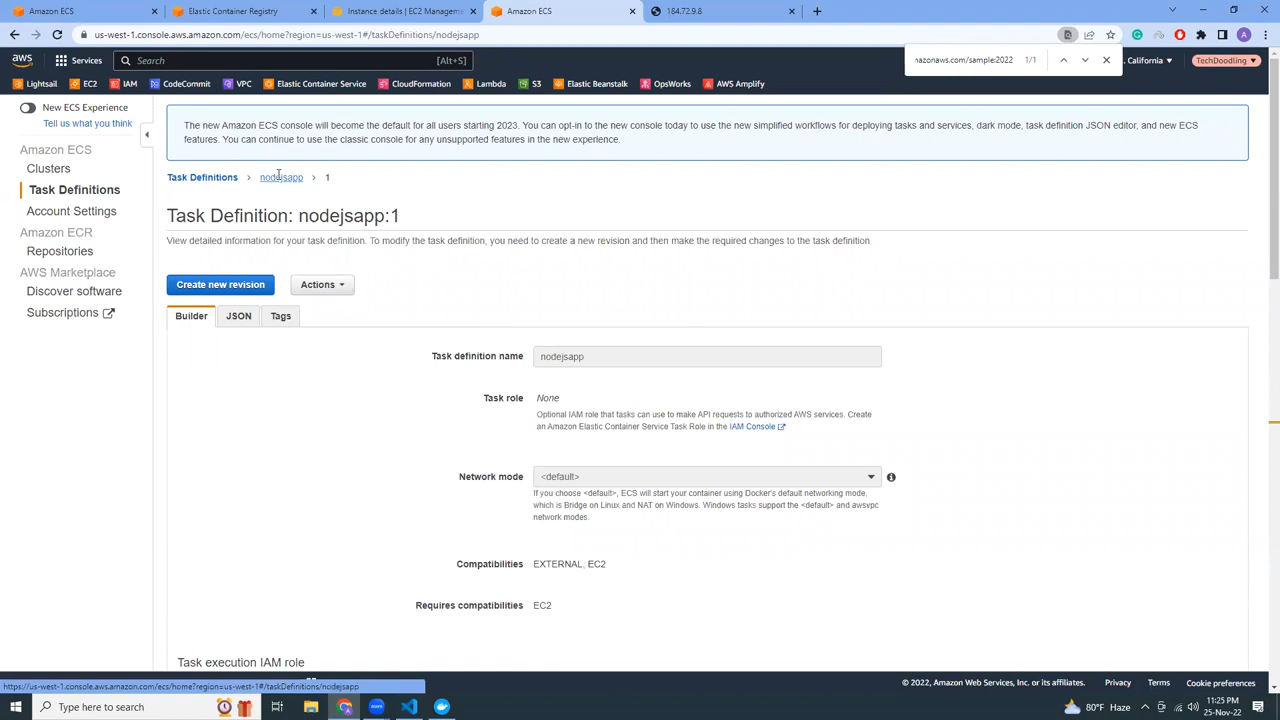 Amazon ECS
Elastic Container Registry
Instance details | EC2 Managem
Amazon ECS
184.72.9.8
us-west-1.console.aws.amazon.com/ecs/home?region=us-west-1#/taskDefinitions/nodejsapp
A
aws
Services
Search
[Alt+S]
azonaws.com/sample:2022
1/1
. California
TechDoodling
Lightsail
EC2
IAM
CodeCommit
VPC
Elastic Container Service
CloudFormation
Lambda
S3
Elastic Beanstalk
OpsWorks
AWS Amplify
New ECS Experience
Tell us what you think
Amazon ECS
Clusters
Task Definitions
Account Settings
Amazon ECR
Repositories
AWS Marketplace
Discover software
Subscriptions
The new Amazon ECS console will become the default for all users starting 2023. You can opt-in to the new console today to use the new simplified workflows for deploying tasks and services, dark mode, task definition JSON editor, and new ECS
features. You can continue to use the classic console for any unsupported features in the new experience.
Task Definitions > nodejsapp > 1
Task Definition: nodejsapp:1
View detailed information for your task definition. To modify the task definition, you need to create a new revision and then make the required changes to the task definition
Create new revision
Actions
Builder
JSON
Tags
Task definition name
nodejsapp
Task role
None
Optional IAM role that tasks can use to make API requests to authorized AWS services. Create
an Amazon Elastic Container Service Task Role in the IAM Console
Network mode
<default>
If you choose <default>, ECS will start your container using Docker's default networking mode,
which is Bridge on Linux and NAT on Windows. Windows tasks support the <default> and awsvpc
network modes.
Compatibilities
EXTERNAL, EC2
Requires compatibilities
EC2
Task execution IAM role
https://us-west-1.console.aws.amazon.com/ecs/home?region=us-west-1#/taskDefinitions/nodejsapp
© 2022, Amazon Web Services, Inc. or its affiliates.
Privacy
Terms
Cookie preferences
Type here to search
80°F Haze
11:25 PM
25-Nov-22